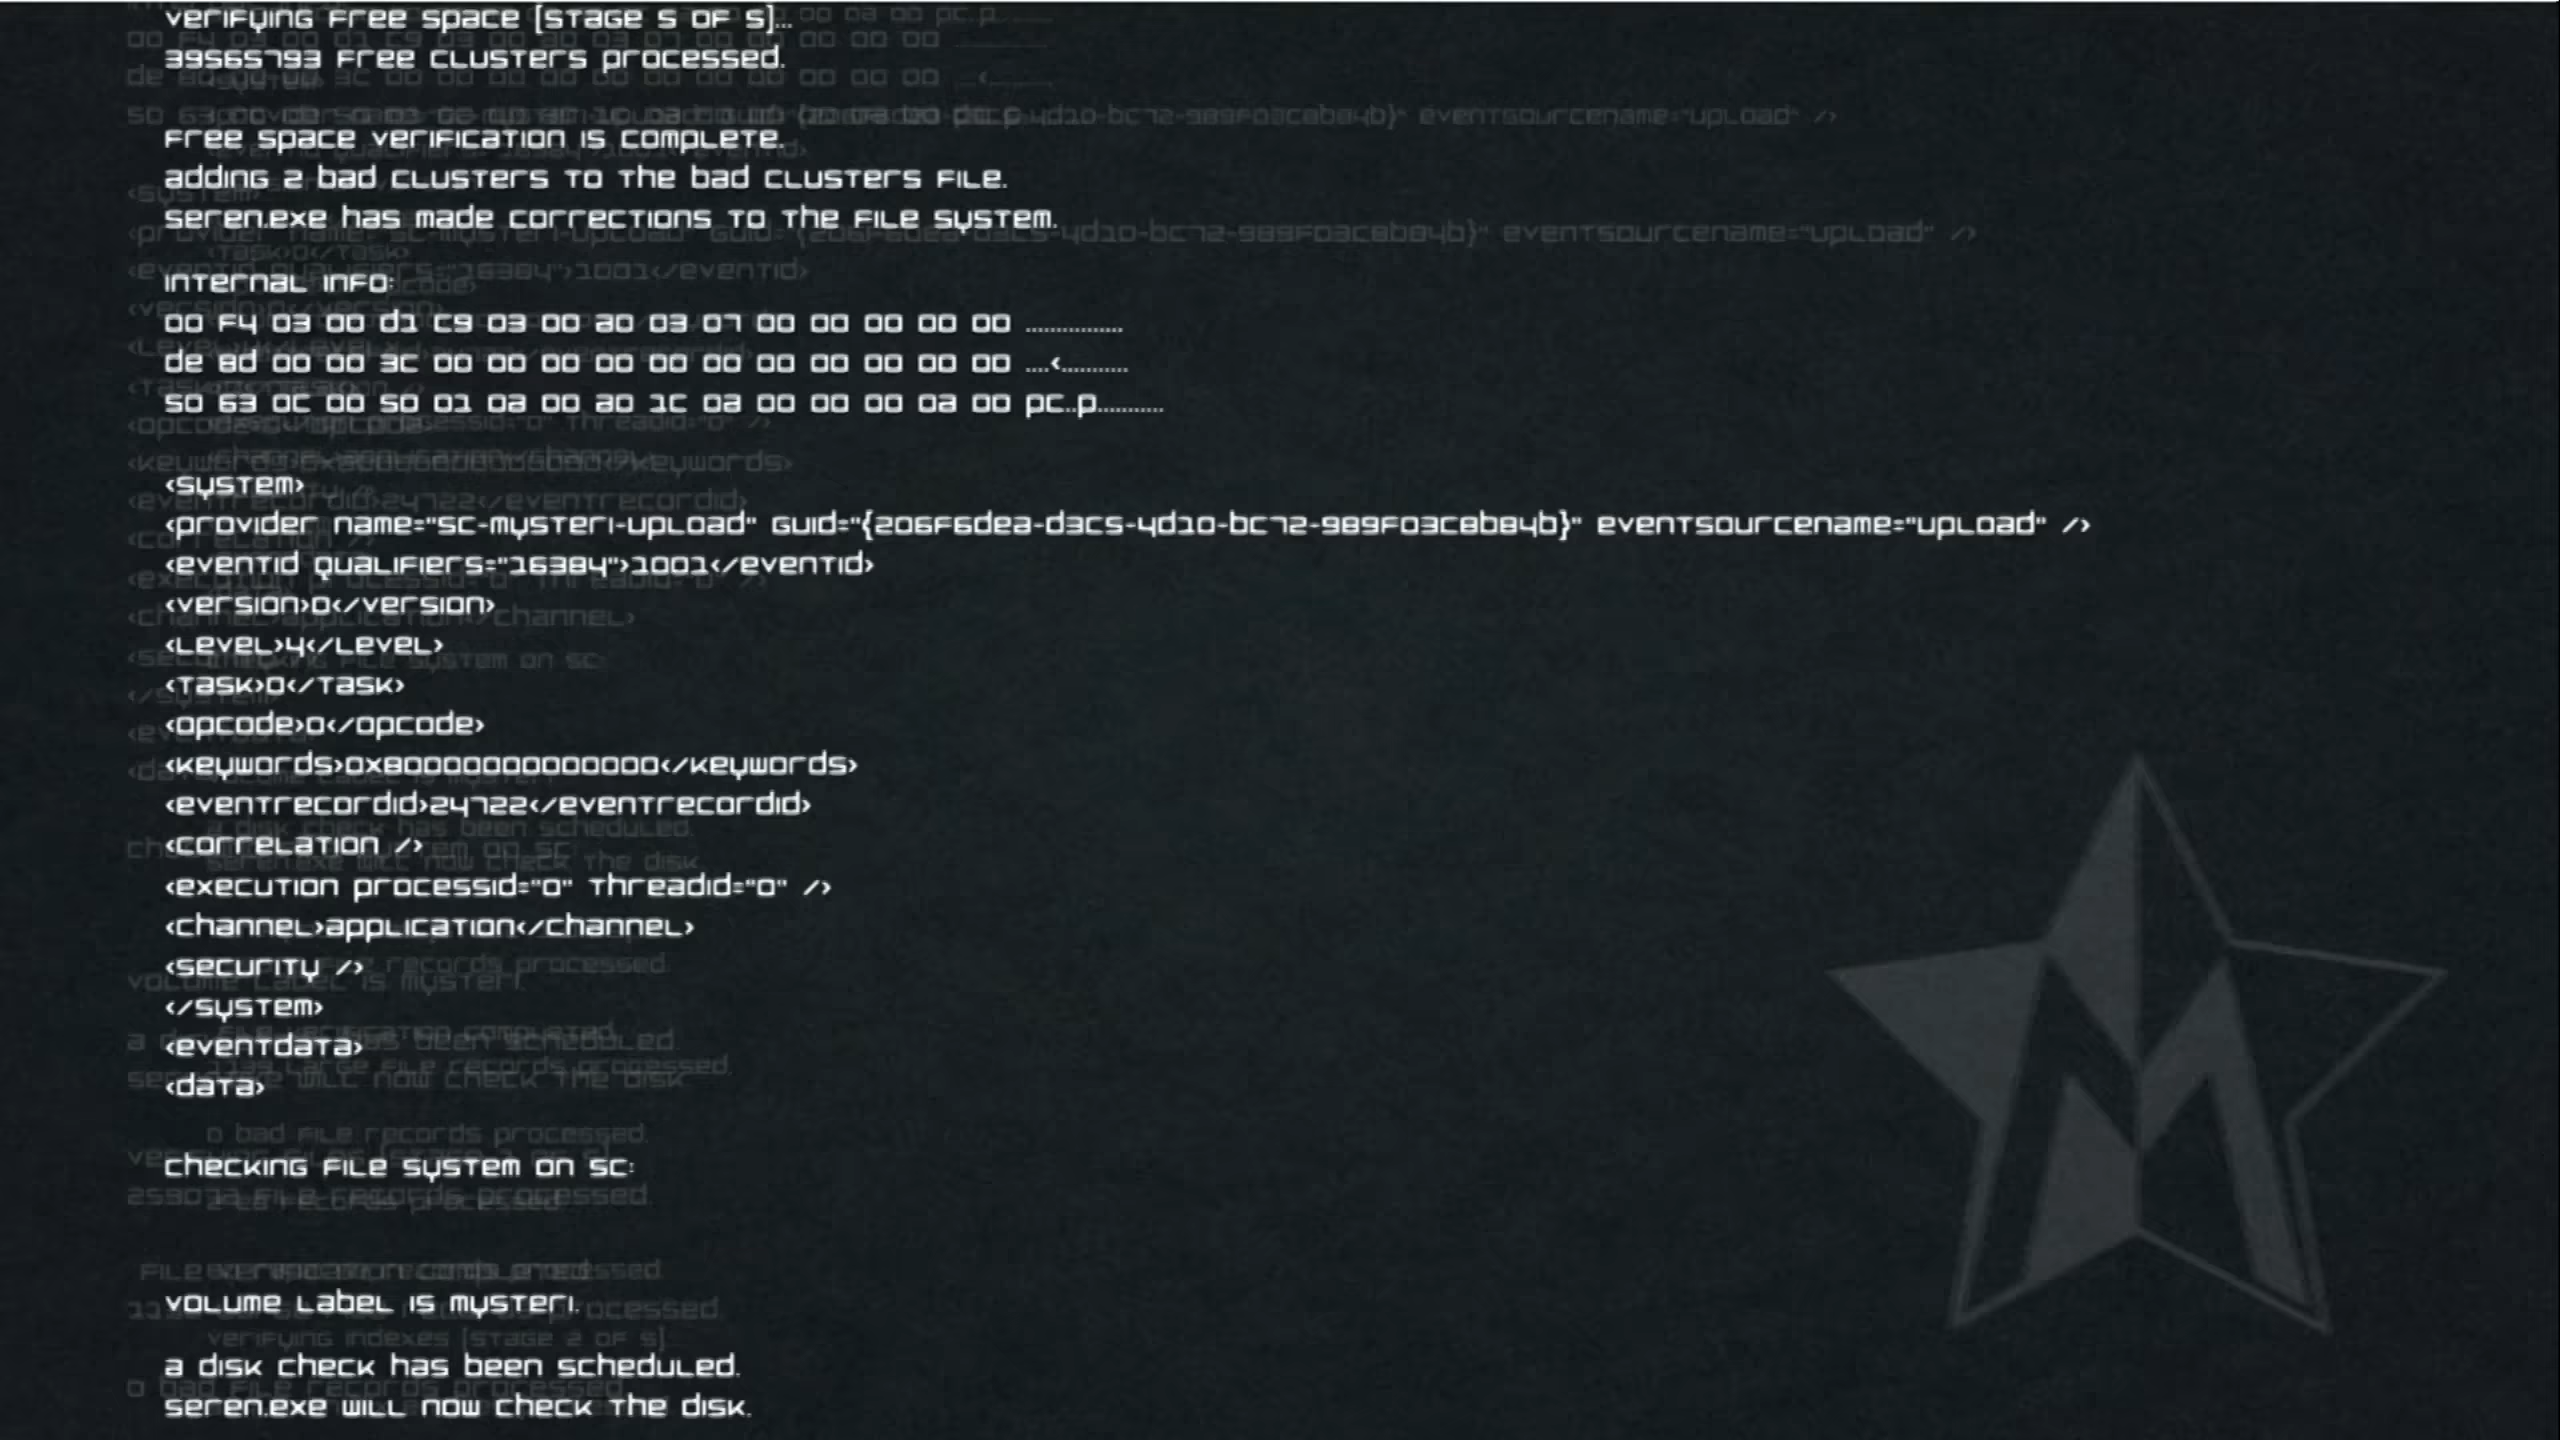 verifying free space [stage 5 of 5]...
39565793 free clusters processed.
free space verification is complete.
adding 2 bad clusters to the bad clusters file.
seren.exe has made corrections to the file system.
internal info:
00 f4 03 00 d1 c9 03 00 a0 03 07 00 00 00 00 00 ................
de 8d 00 00 3c 00 00 00 00 00 00 00 00 00 00 00 ....<...........
50 63 0c 00 50 01 0a 00 a0 1c 0a 00 00 00 0a 00 pc..p...........
<system>
<provider name="sc-mysteri-upload" guid="{206f6dea-d3c5-4d10-bc72-989f03c8b84b}" eventsourcename="upload" />
<eventid qualifiers="16384">1001</eventid>
<version>0</version>
<level>4</level>
<task>0</task>
<opcode>0</opcode>
<keywords>0x80000000000000</keywords>
<eventrecordid>24722</eventrecordid>
<correlation />
<execution processid="0" threadid="0" />
<channel>application</channel>
<security />
</system>
<eventdata>
<data>
checking file system on sc:
volume label is mysteri.
a disk check has been scheduled.
seren.exe will now check the disk.